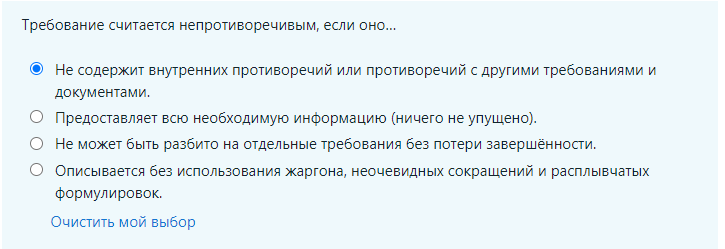 Требование считается непротиворечивым, если оно...
Не содержит внутренних противоречий или противоречий с другими требованиями и
документами.
Предоставляет всю необходимую информацию (ничего не упущено).
Не может быть разбито на отдельные требования без потери завершённости.
Описывается без использования жаргона, неочевидных сокращений и расплывчатых
формулировок.
Очистить мой выбор